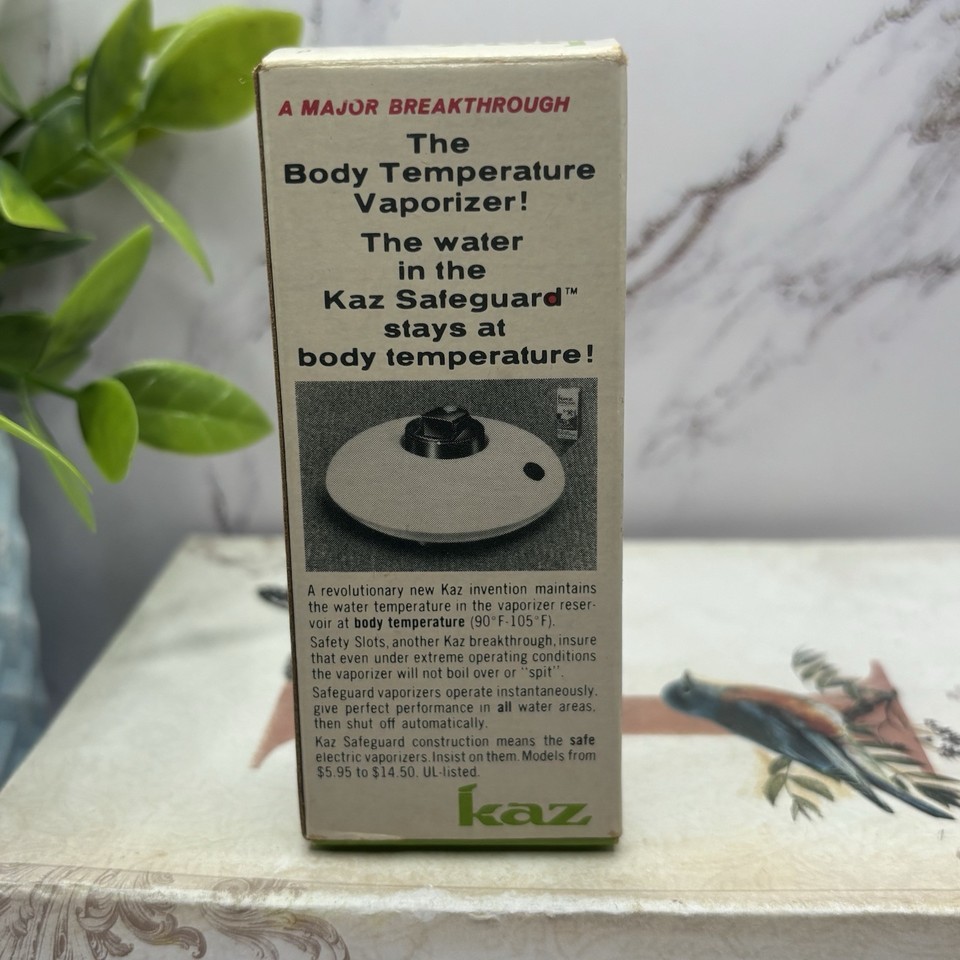 A MAJOR BREAKTHROUGH
The
Body Temperature
Vaporizer!
The water
in the
Kaz Safeguard™
stays at
body temperature!
A revolutionary new Kaz invention maintains
the water temperature in the vaporizer reser-
voir at body temperature (90°F-105°F).
Safety Slots, another Kaz breakthrough, insure
that even under extreme operating conditions
the vaporizer will not boil over or "spit".
Safeguard vaporizers operate instantaneously,
give perfect performance in all water areas,
then shut off automatically.
Kaz Safeguard construction means the safe
electric vaporizers. Insist on them. Models from
$5.95 to $14.50. UL-listed.
kaz